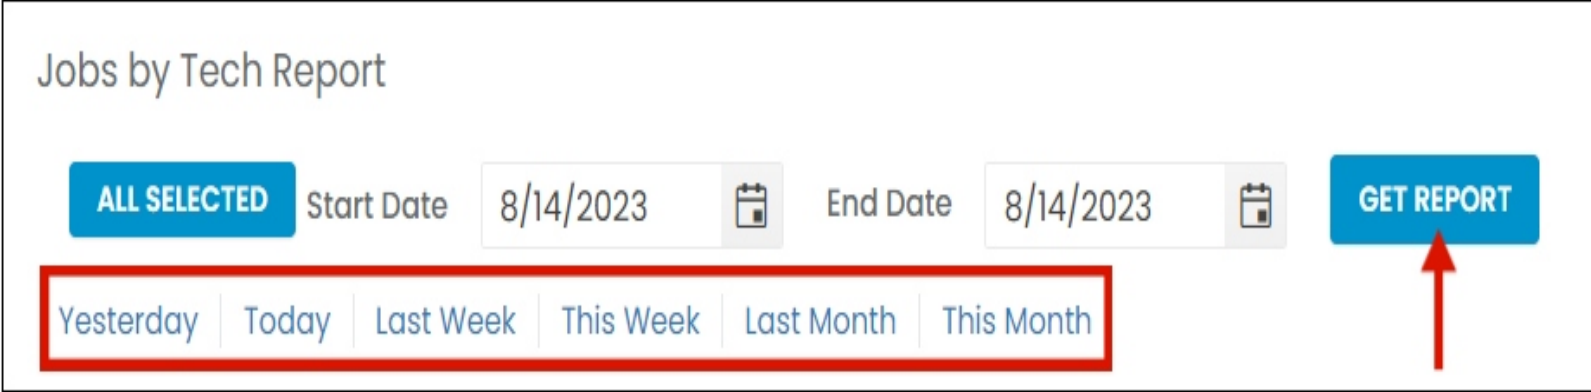 Jobs by Tech Report
ALL SELECTED Start Date 8/14/2023 End Date 8/14/2023 GET REPORT
Yesterday Today Last Week This Week Last Month This Month